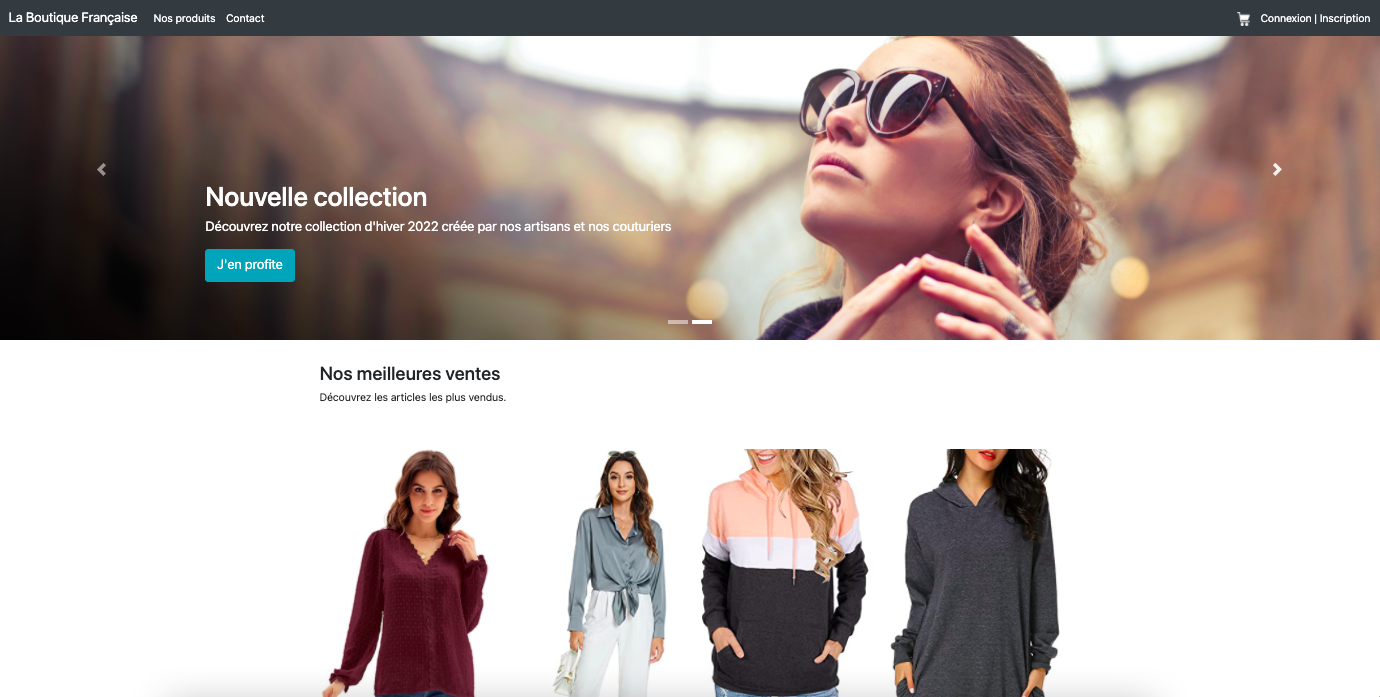 La Boutique Française
Nos produits
Contact
Connexion | Inscription
Nouvelle collection
Découvrez notre collection d'hiver 2022 créée par nos artisans et nos couturiers
J'en profite
Nos meilleures ventes
Découvrez les articles les plus vendus.